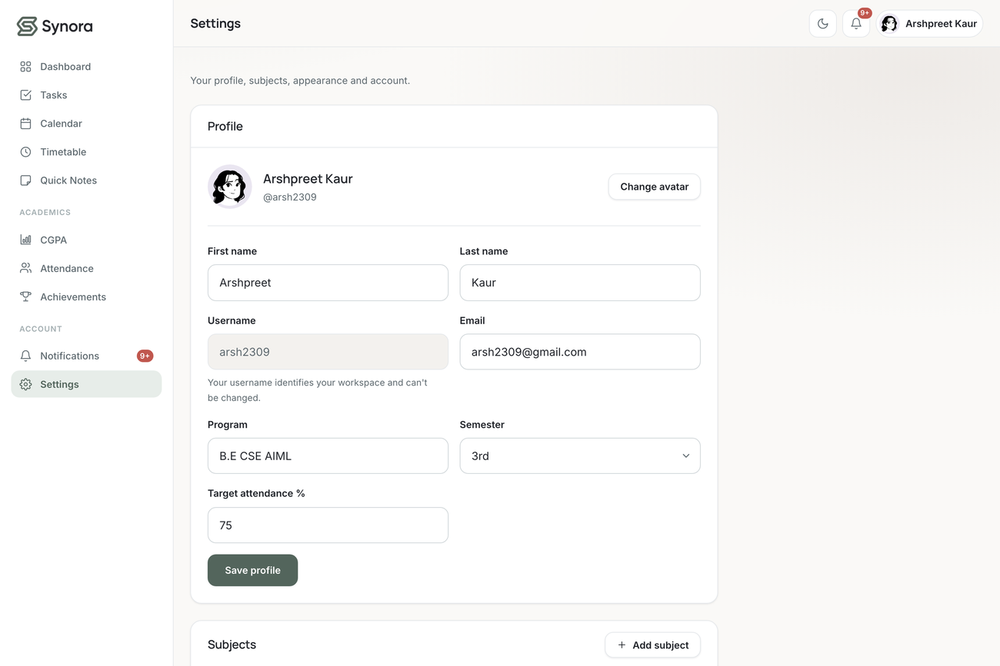 Synora
Dashboard
Tasks
Calendar
Timetable
Quick Notes
ACADEMICS
CGPA
Attendance
Achievements
ACCOUNT
Notifications 9+
Settings
Settings
9+
Arshpreet Kaur
Your profile, subjects, appearance and account.
Profile
Arshpreet Kaur
@arsh2309
Change avatar
First name
Last name
Arshpreet
Kaur
Username
Email
arsh2309
arsh2309@gmail.com
Your username identifies your workspace and can't
be changed.
Program
Semester
B.E CSE AIML
3rd
Target attendance %
75
Save profile
Subjects
+ Add subject